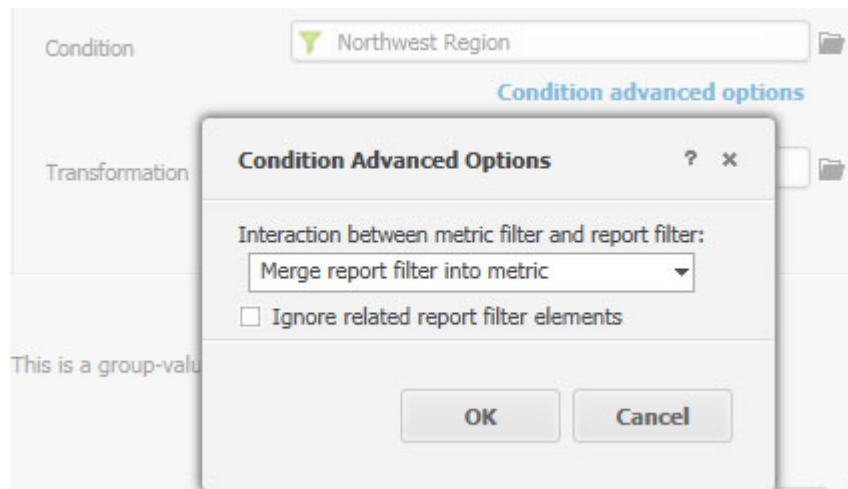 Condition
Northwest Region
Condition advanced options
Transformation
Condition Advanced Options ? ×
Interaction between metric filter and report filter:
Merge report filter into metric
Ignore related report filter elements
This is a group-valu
OK Cancel